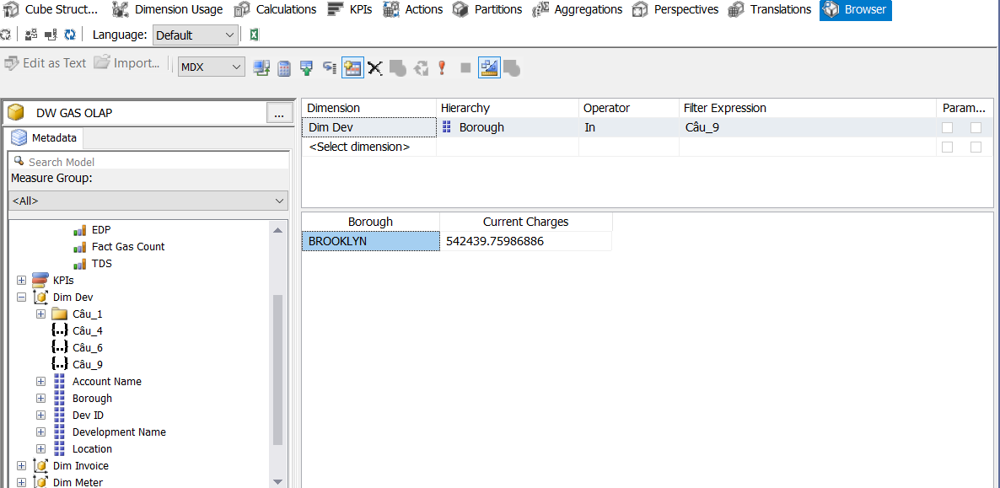 Cube Struct... Dimension Usage Calculations KPIs Actions Partitions Aggregations Perspectives Translations Browser
Language: Default
Edit as Text Import... MDX
DW GAS OLAP ...
Metadata
Search Model
Measure Group:
<All>
EDP
Fact Gas Count
TDS
KPIs
Dim Dev
Câu_1
Câu_4
Câu_6
Câu_9
Account Name
Borough
Dev ID
Development Name
Location
Dim Invoice
Dim Meter
Dimension Hierarchy Operator Filter Expression Param...
Dim Dev Borough In Câu_9
<Select dimension>
Borough Current Charges
BROOKLYN 542439.75986886